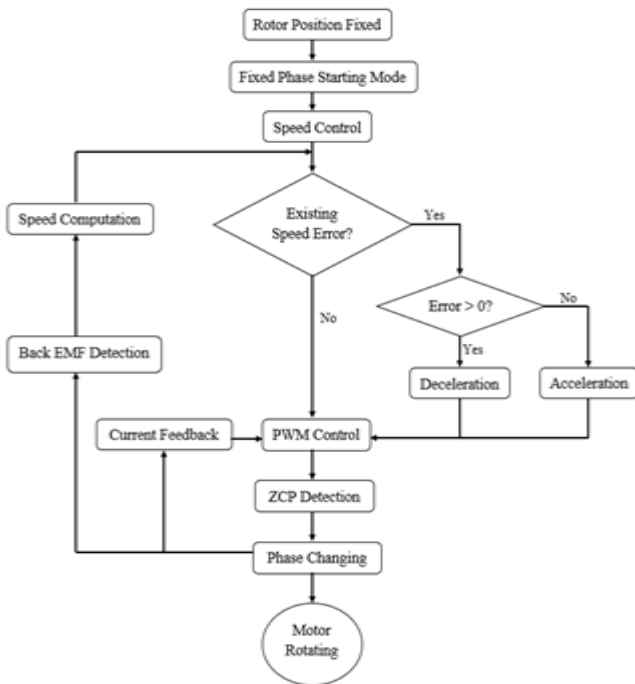 Rotor Position Fixed
Fixed Phase Starting Mode
Speed Control
Speed Computation
Existing
Speed Error?
Yes
Error > 0?
No
No
Yes
Back EMF Detection
Deceleration
Acceleration
Current Feedback
PWM Control
ZCP Detection
Phase Changing
Motor
Rotating